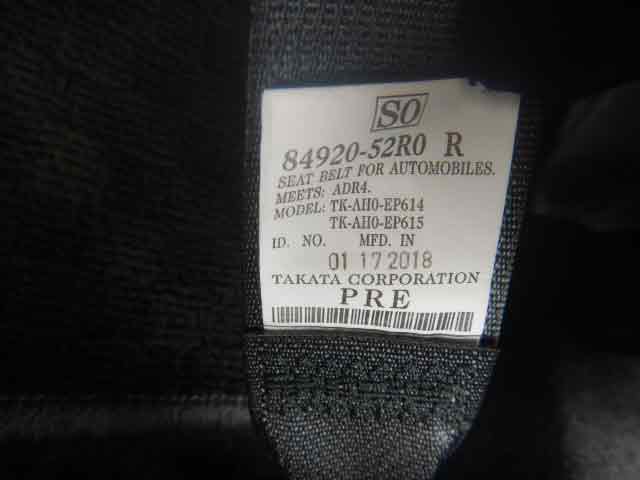 SO
84920-52R0 R
SEAT BELT FOR AUTOMOBILES.
MEETS: ADR4.
MODEL: TK-AH0-EP614
TK-AH0-EP615
ID. NO. MFD. IN
01 17 2018
TAKATA CORPORATION
PRE